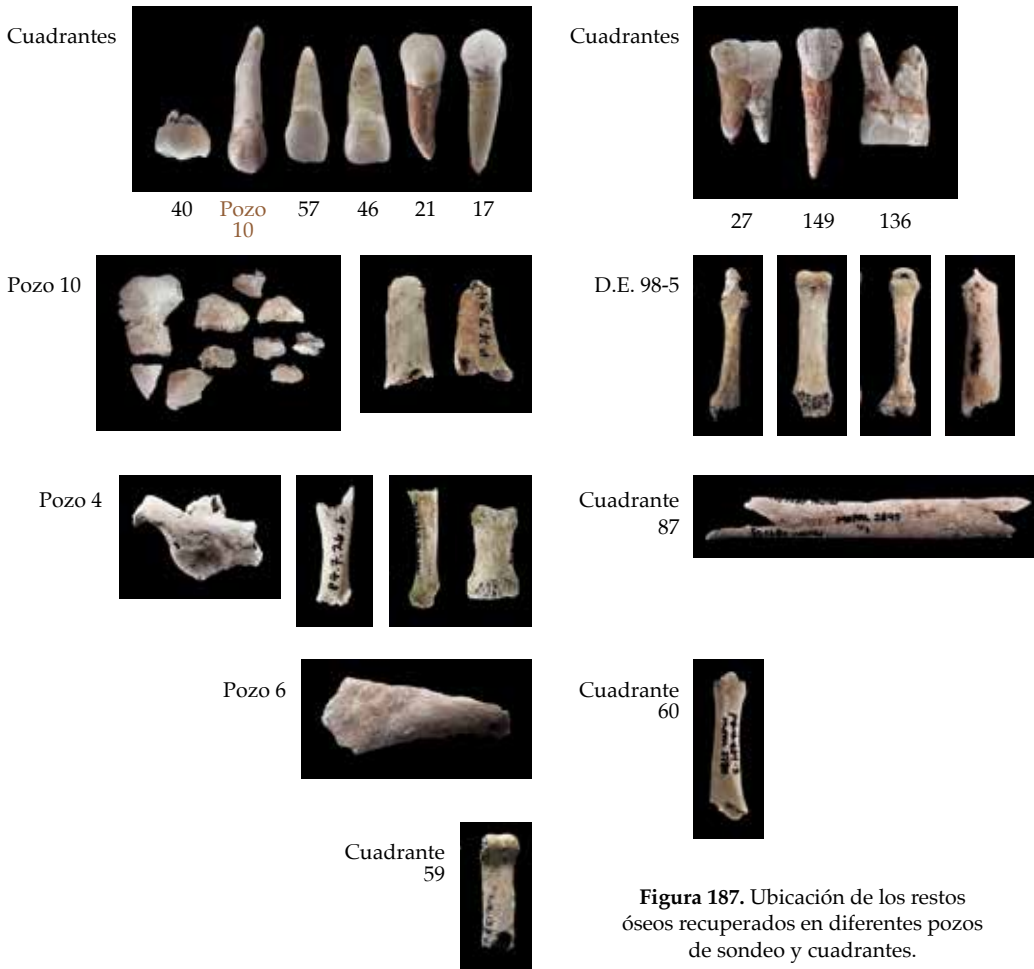 Cuadrantes
40
Pozo
10
57
46
21
17
Cuadrantes
27
149
136
Pozo 10
D.E. 98-5
Pozo 4
Cuadrante
87
Pozo 6
Cuadrante
60
Cuadrante
59
Figura 187. Ubicación de los restos
óseos recuperados en diferentes pozos
de sondeo y cuadrantes.